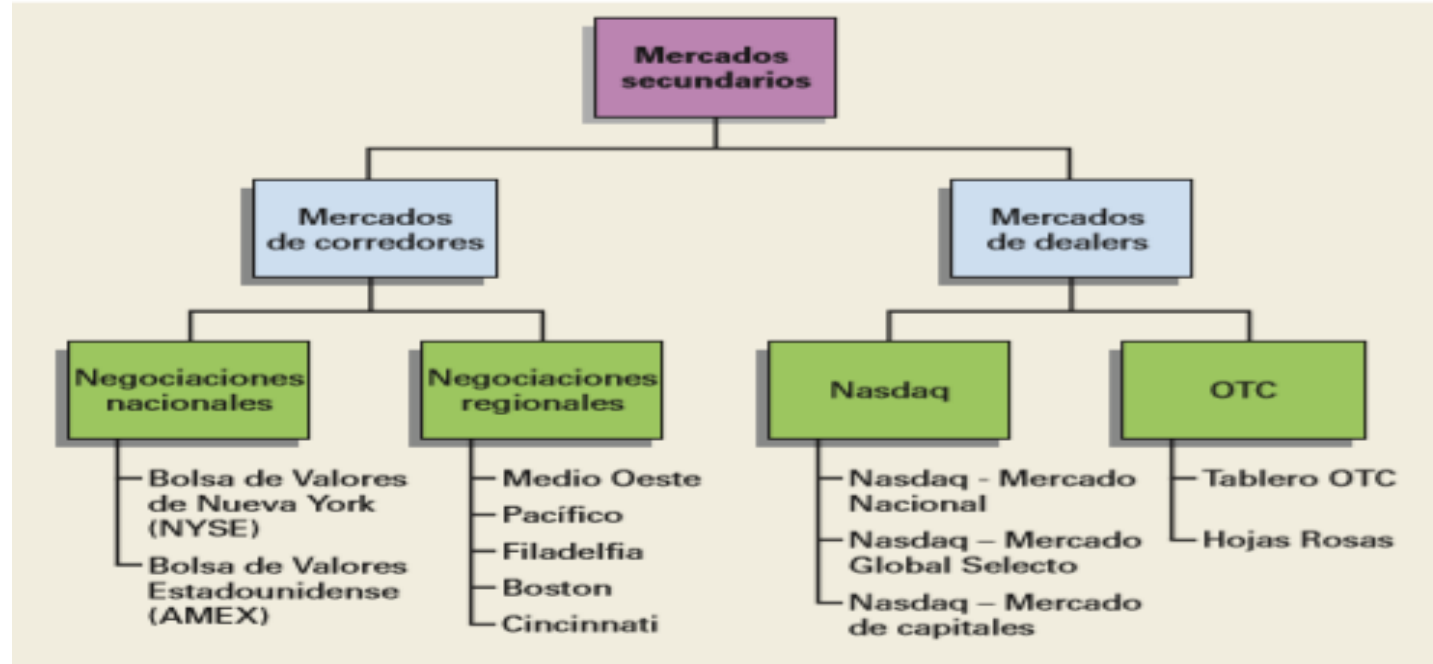 Mercados
secundarios
Mercados
de corredores
Mercados
de dealers
Negociaciones
nacionales
Negociaciones
regionales
Nasdaq
OTC
Bolsa de Valores
de Nueva York
(NYSE)
Bolsa de Valores
Estadounidense
(AMEX)
Medio Oeste
Pacífico
Filadelfia
Boston
Cincinnati
Nasdaq - Mercado
Nacional
Nasdaq – Mercado
Global Selecto
Nasdaq – Mercado
de capitales
Tablero OTC
Hojas Rosas